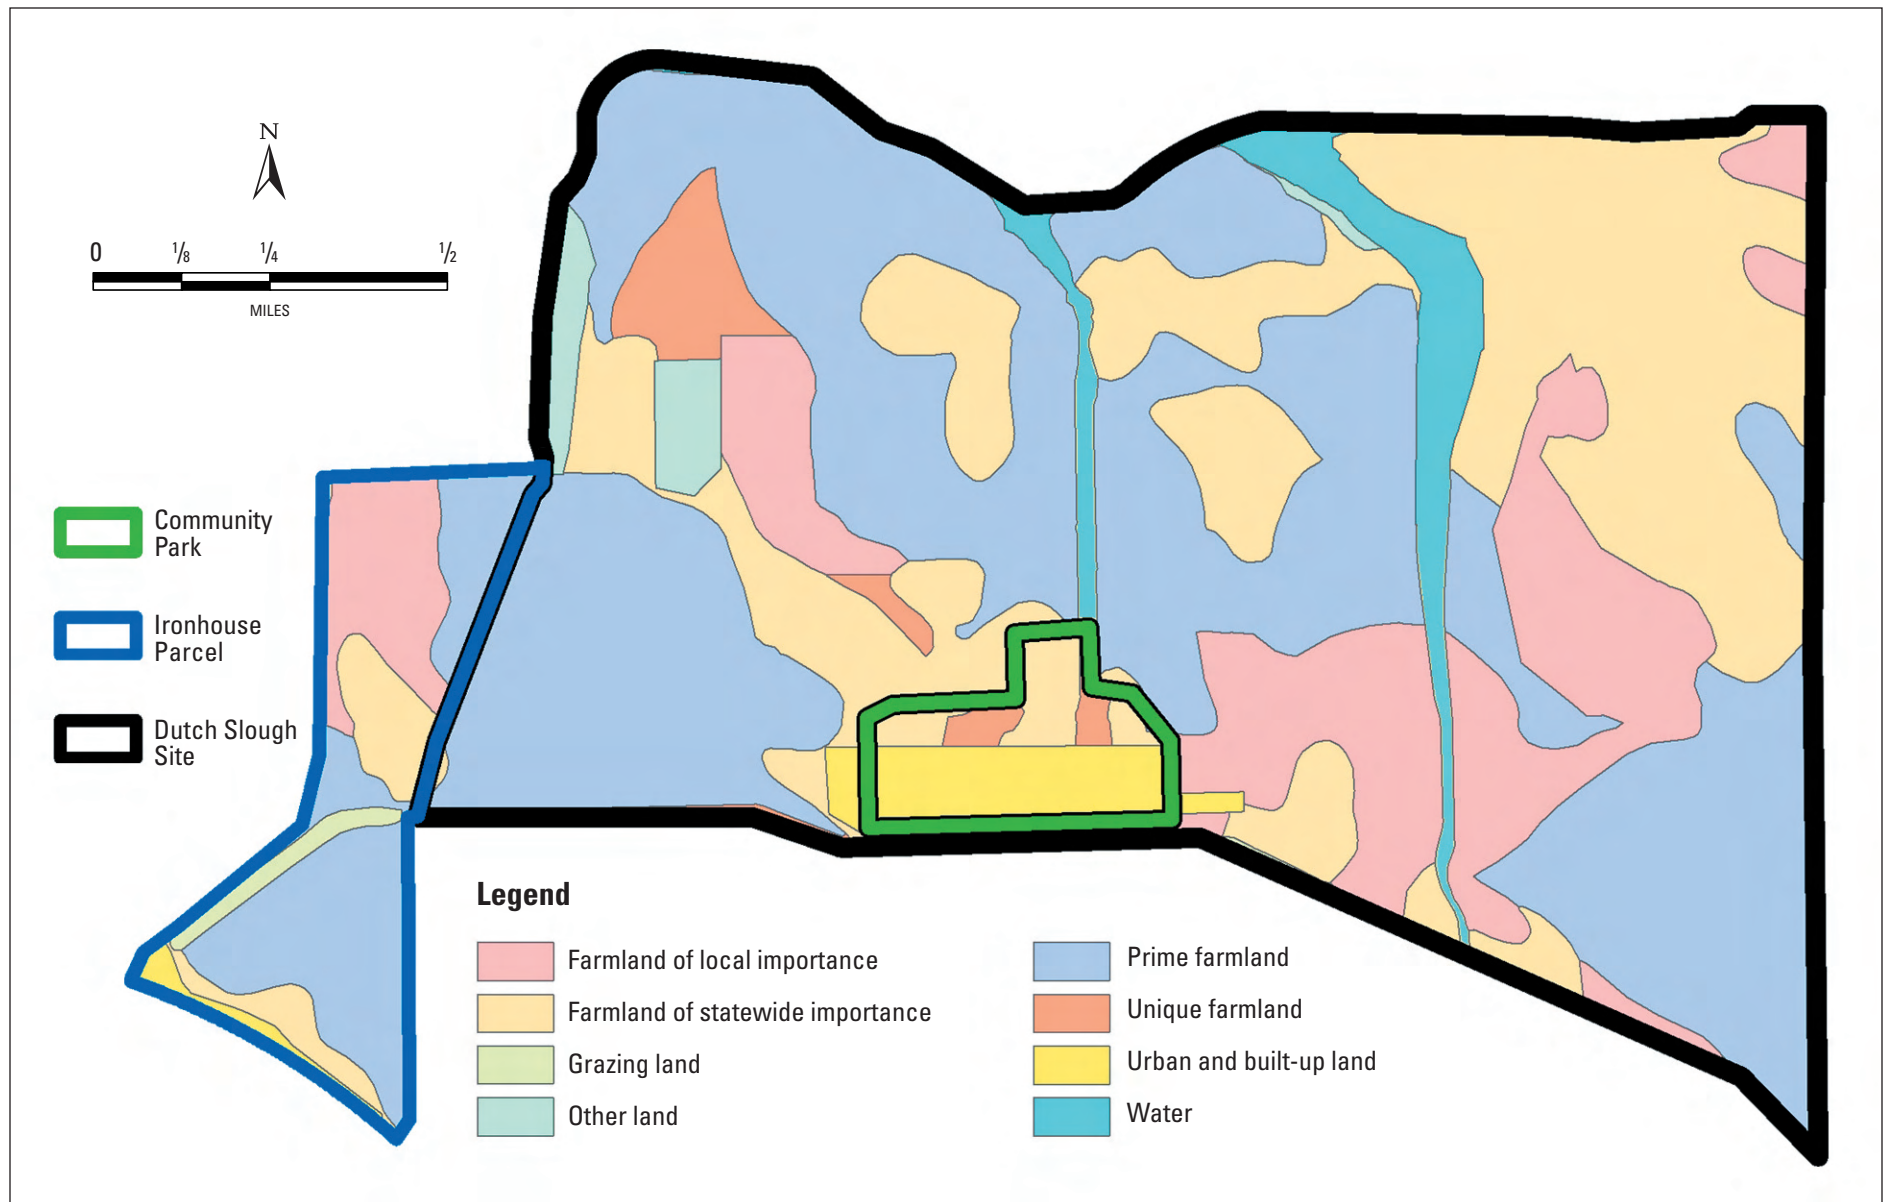 N
0 1/8 1/4 1/2
MILES
Community
Park
Ironhouse
Parcel
Dutch Slough
Site
Legend
Farmland of local importance
Farmland of statewide importance
Grazing land
Other land
Prime farmland
Unique farmland
Urban and built-up land
Water